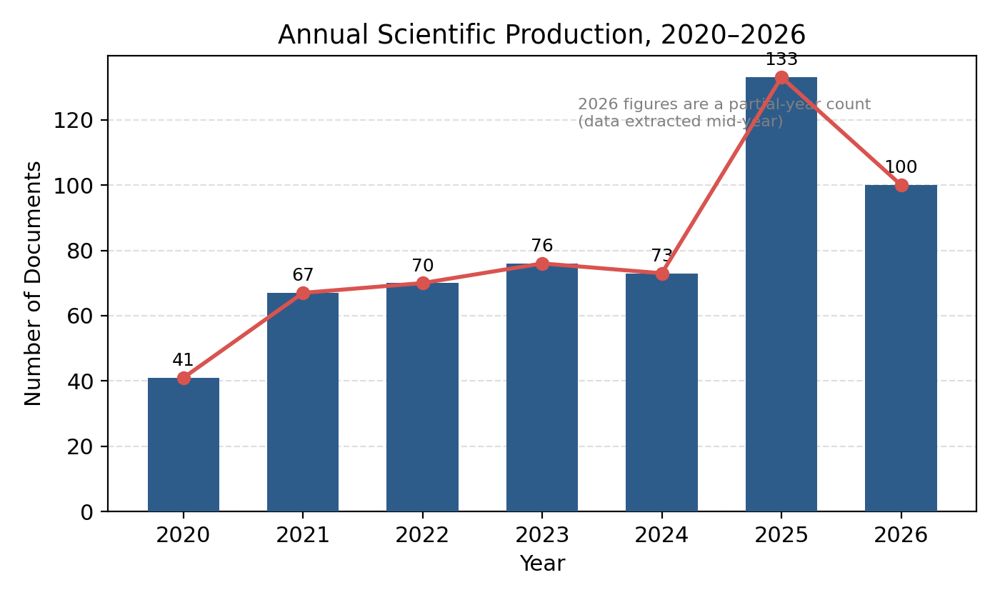 Annual Scientific Production, 2020–2026
133
2026 figures are a partial-year count
(data extracted mid-year)
120
100
100
80
76
73
70
67
60
41
40
20
0
Number of Documents
2020 2021 2022 2023 2024 2025 2026
Year